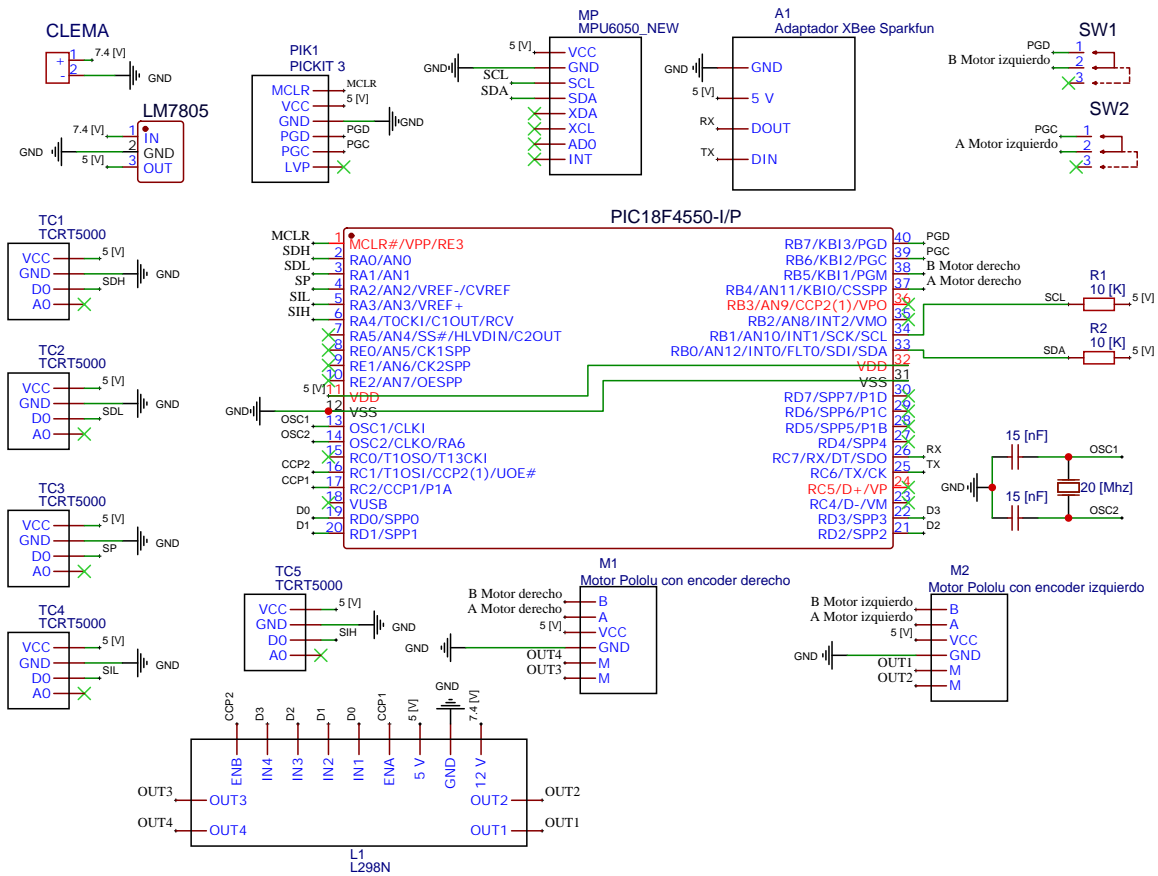 CLEMA
+ 1 7.4 [V]
- 2 GND
LM7805
7.4 [V] 1 IN
GND 2 GND
5 [V] 3 OUT
PIK1
PICKIT 3
MCLR MCLR
VCC 5 [V]
GND GND
PGD PGD
PGC PGC
LVP
MP
MPU6050_NEW
5 [V] VCC
GND GND
SCL SCL
SDA SDA
XDA
XCL
AD0
INT
A1
Adaptador XBee Sparkfun
GND GND
5 [V] 5 V
RX DOUT
TX DIN
SW1
PGD 1
B Motor izquierdo 2
3
SW2
PGC 1
A Motor izquierdo 2
3
TC1
TCRT5000
VCC 5 [V]
GND GND
D0 SDH
A0
TC2
TCRT5000
VCC 5 [V]
GND GND
D0 SDL
A0
TC3
TCRT5000
VCC 5 [V]
GND GND
D0 SP
A0
TC4
TCRT5000
VCC 5 [V]
GND GND
D0 SIL
A0
PIC18F4550-I/P
MCLR 1 MCLR#/VPP/RE3
SDH 2 RA0/AN0
SDL 3 RA1/AN1
SP 4 RA2/AN2/VREF-/CVREF
SIL 5 RA3/AN3/VREF+
SIH 6 RA4/T0CKI/C1OUT/RCV
7 RA5/AN4/SS#/HLVDIN/C2OUT
8 RE0/AN5/CK1SPP
9 RE1/AN6/CK2SPP
10 RE2/AN7/OESPP
5 [V] 11 VDD
GND 12 VSS
OSC1 13 OSC1/CLKI
OSC2 14 OSC2/CLKO/RA6
15 RC0/T1OSO/T13CKI
CCP2 16 RC1/T1OSI/CCP2(1)/UOE#
CCP1 17 RC2/CCP1/P1A
18 VUSB
D0 19 RD0/SPP0
D1 20 RD1/SPP1
RB7/KBI3/PGD 40 PGD
RB6/KBI2/PGC 39 PGC
RB5/KBI1/PGM 38 B Motor derecho
RB4/AN11/KBI0/CSSPP 37 A Motor derecho
RB3/AN9/CCP2(1)/VPO 36
RB2/AN8/INT2/VMO 35
RB1/AN10/INT1/SCK/SCL 34
RB0/AN12/INT0/FLT0/SDI/SDA 33
VDD 32
VSS 31
RD7/SPP7/P1D 30
RD6/SPP6/P1C 29
RD5/SPP5/P1B 28
RD4/SPP4 27
RC7/RX/DT/SDO 26 RX
RC6/TX/CK 25 TX
RC5/D+/VP 24
RC4/D-/VM 23
RD3/SPP3 22 D3
RD2/SPP2 21 D2
R1
SCL 10 [K] 5 [V]
R2
SDA 10 [K] 5 [V]
15 [nF] OSC1
GND 20 [Mhz]
15 [nF] OSC2
TC5
TCRT5000
VCC 5 [V]
GND GND
D0 SIH
A0
M1
Motor Pololu con encoder derecho
B Motor derecho B
A Motor derecho A
5 [V] VCC
GND GND
OUT4 M
OUT3 M
M2
Motor Pololu con encoder izquierdo
B Motor izquierdo B
A Motor izquierdo A
5 [V] VCC
GND GND
OUT1 M
OUT2 M
CCP2 D3 D2 D1 D0 CCP1 5 [V] GND 7.4 [V]
ENB IN4 IN3 IN2 IN1 ENA 5 V GND 12 V
OUT3 OUT3 OUT2 OUT2
OUT4 OUT4 OUT1 OUT1
L1
L298N